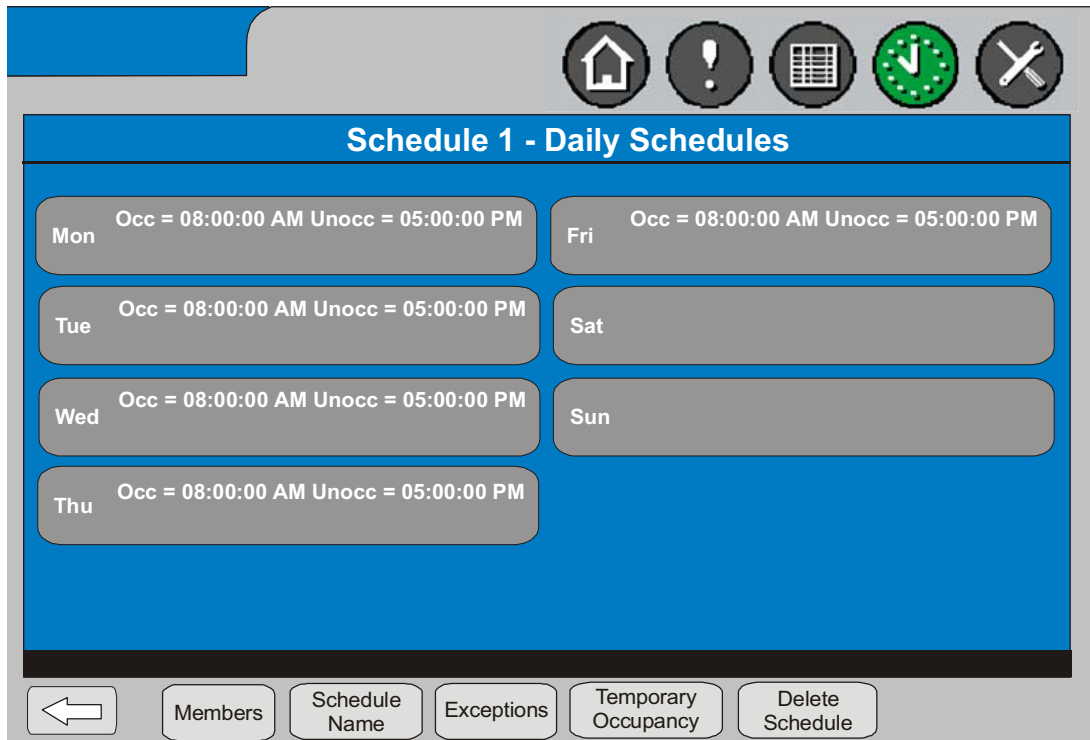 Schedule 1 - Daily Schedules
Mon
Occ = 08:00:00 AM Unocc = 05:00:00 PM
Tue
Occ = 08:00:00 AM Unocc = 05:00:00 PM
Wed
Occ = 08:00:00 AM Unocc = 05:00:00 PM
Thu
Occ = 08:00:00 AM Unocc = 05:00:00 PM
Fri
Occ = 08:00:00 AM Unocc = 05:00:00 PM
Sat
Sun
Members
Schedule
Name
Exceptions
Temporary
Occupancy
Delete
Schedule